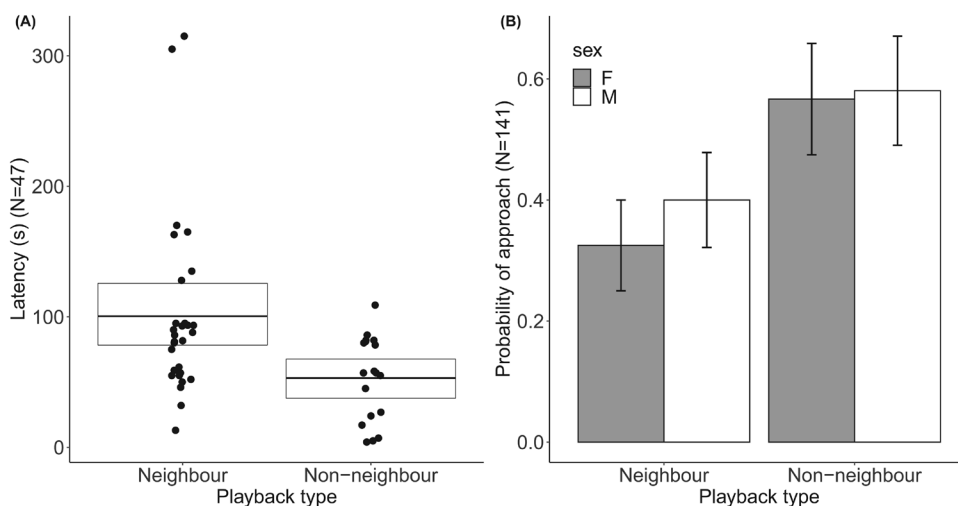 (A)
Latency (s) (N=47)
300
200
100
0
Neighbour
Non−neighbour
Playback type
(B)
Probability of approach (N=141)
0.6
0.4
0.2
0.0
sex
F
M
Neighbour
Non−neighbour
Playback type